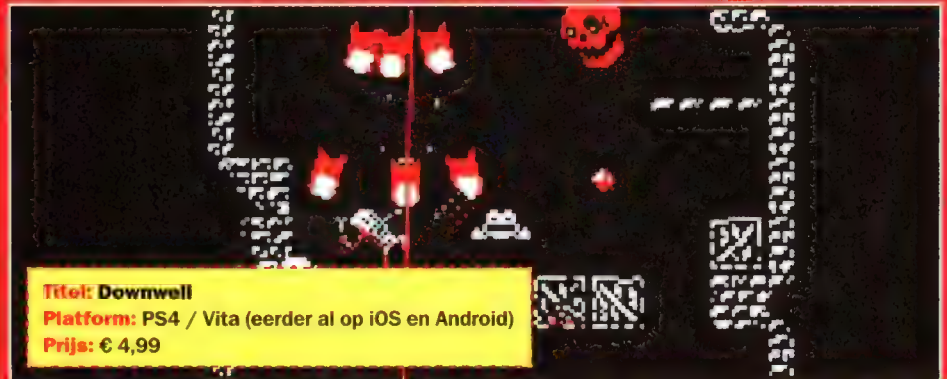 Titel: Downwell
Platform: PS4 / Vita (eerder al op iOS en Android)
Prijs: € 4,99